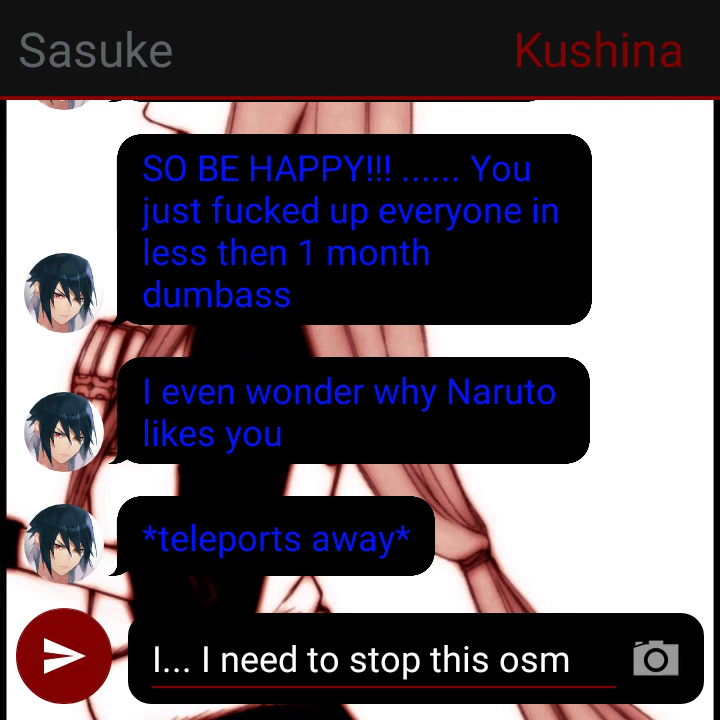 Sasuke Kushina
SO BE HAPPY!!! ...... You
just fucked up everyone in
less then 1 month
dumbass
I even wonder why Naruto
likes you
*teleports away*
I... I need to stop this osm